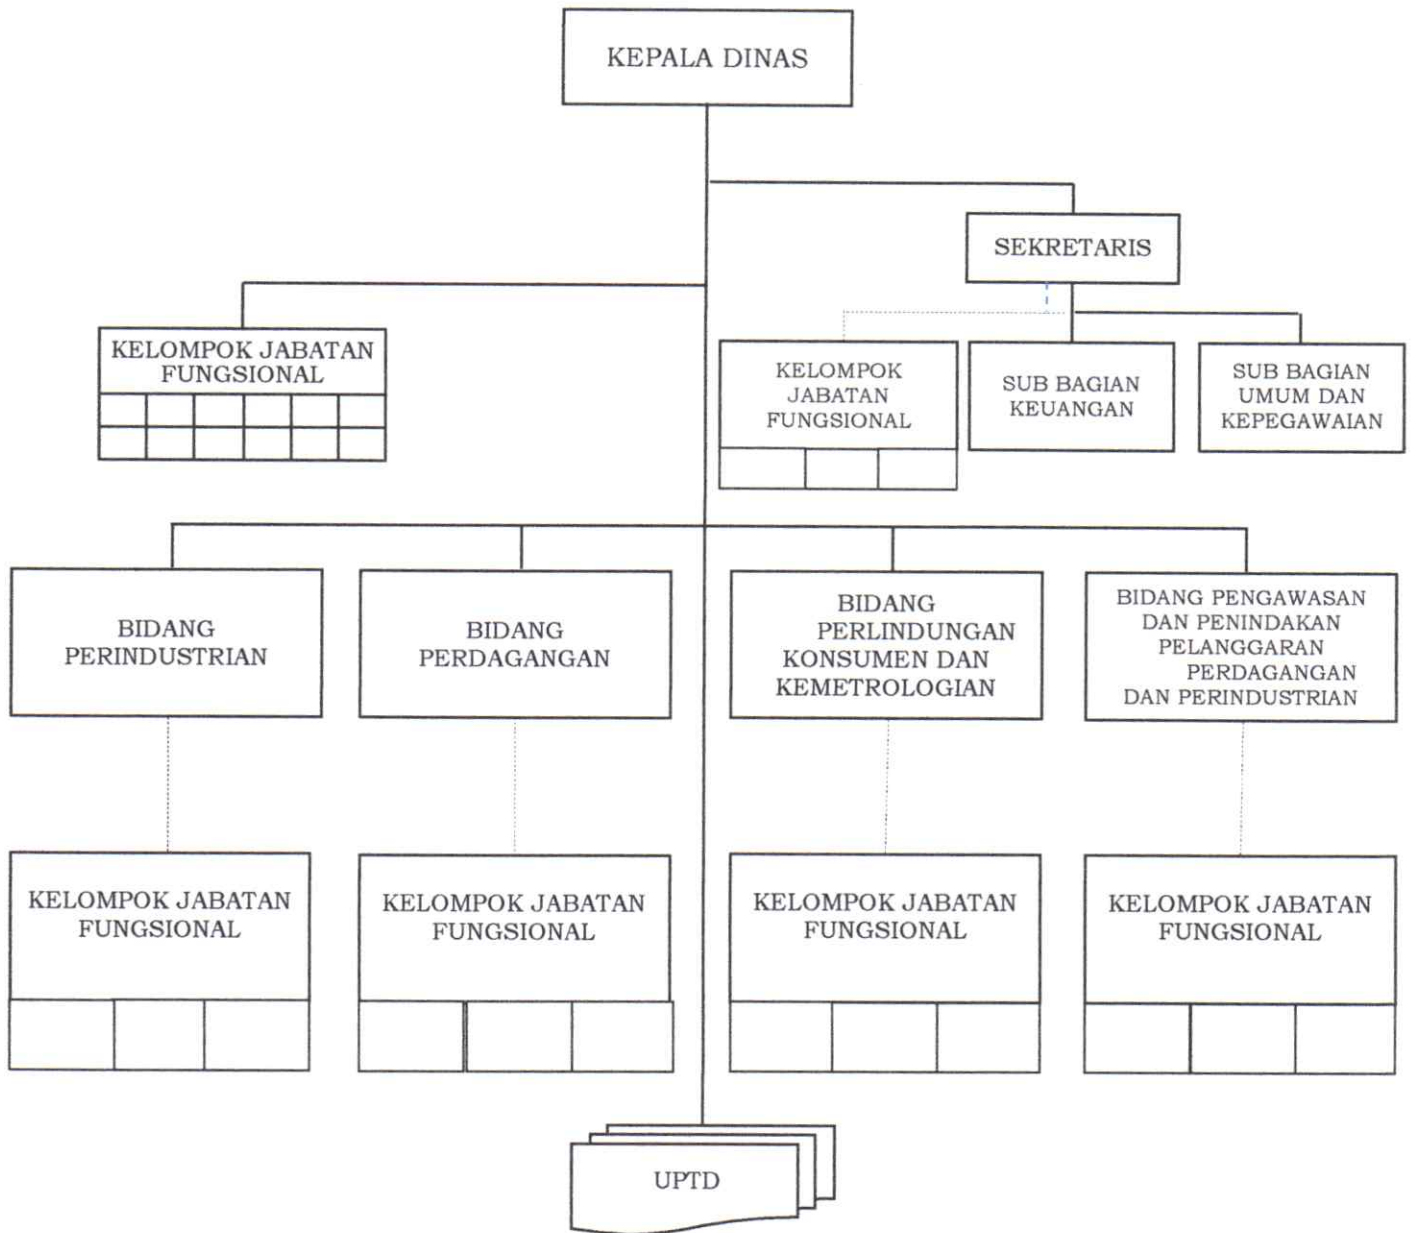 KEPALA DINAS
SEKRETARIS
KELOMPOK JABATAN
FUNGSIONAL
KELOMPOK
JABATAN
FUNGSIONAL
SUB BAGIAN
KEUANGAN
SUB BAGIAN
UMUM DAN
KEPEGAWAIAN
BIDANG
PERINDUSTRIAN
BIDANG
PERDAGANGAN
BIDANG
PERLINDUNGAN
KONSUMEN DAN
KEMETROLOGIAN
BIDANG PENGAWASAN
DAN PENINDAKAN
PELANGGARAN
PERDAGANGAN
DAN PERINDUSTRIAN
KELOMPOK JABATAN
FUNGSIONAL
KELOMPOK JABATAN
FUNGSIONAL
KELOMPOK JABATAN
FUNGSIONAL
KELOMPOK JABATAN
FUNGSIONAL
UPTD